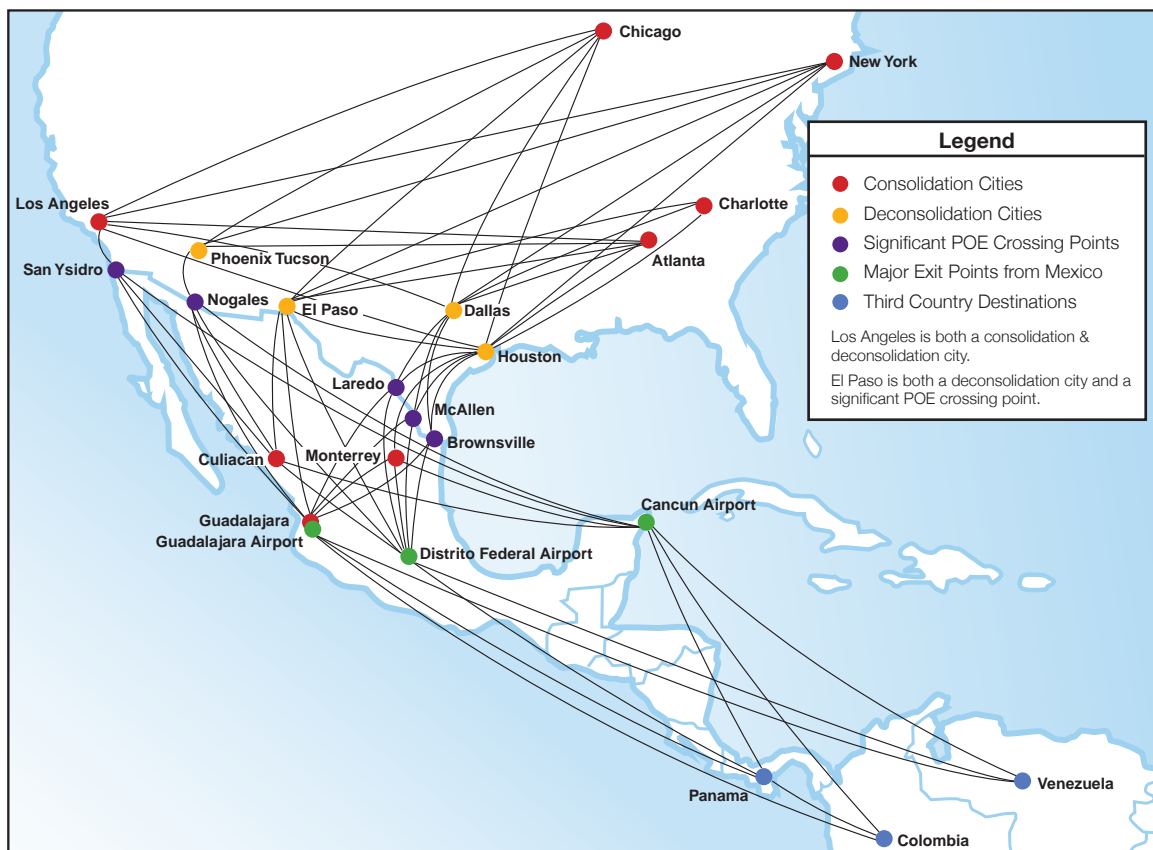 Chicago
New York
Legend
Consolidation Cities
Deconsolidation Cities
Significant POE Crossing Points
Major Exit Points from Mexico
Third Country Destinations
Los Angeles is both a consolidation &
deconsolidation city.
El Paso is both a deconsolidation city and a
significant POE crossing point.
Los Angeles
Charlotte
Atlanta
Phoenix Tucson
San Ysidro
Nogales
El Paso
Dallas
Houston
Laredo
McAllen
Brownsville
Culiacan
Monterrey
Cancun Airport
Guadalajara
Guadalajara Airport
Distrito Federal Airport
Panama
Venezuela
Colombia